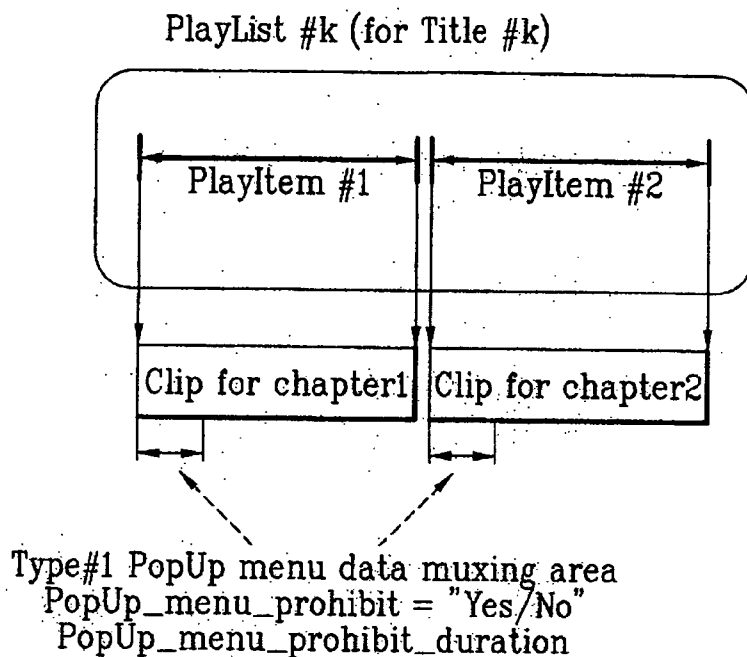 PlayList #k (for Title #k)
PlayItem #1
PlayItem #2
Clip for chapter1
Clip for chapter2
Type#1 PopUp menu data muxing area
PopUp_menu_prohibit = "Yes/No"
PopUp_menu_prohibit_duration